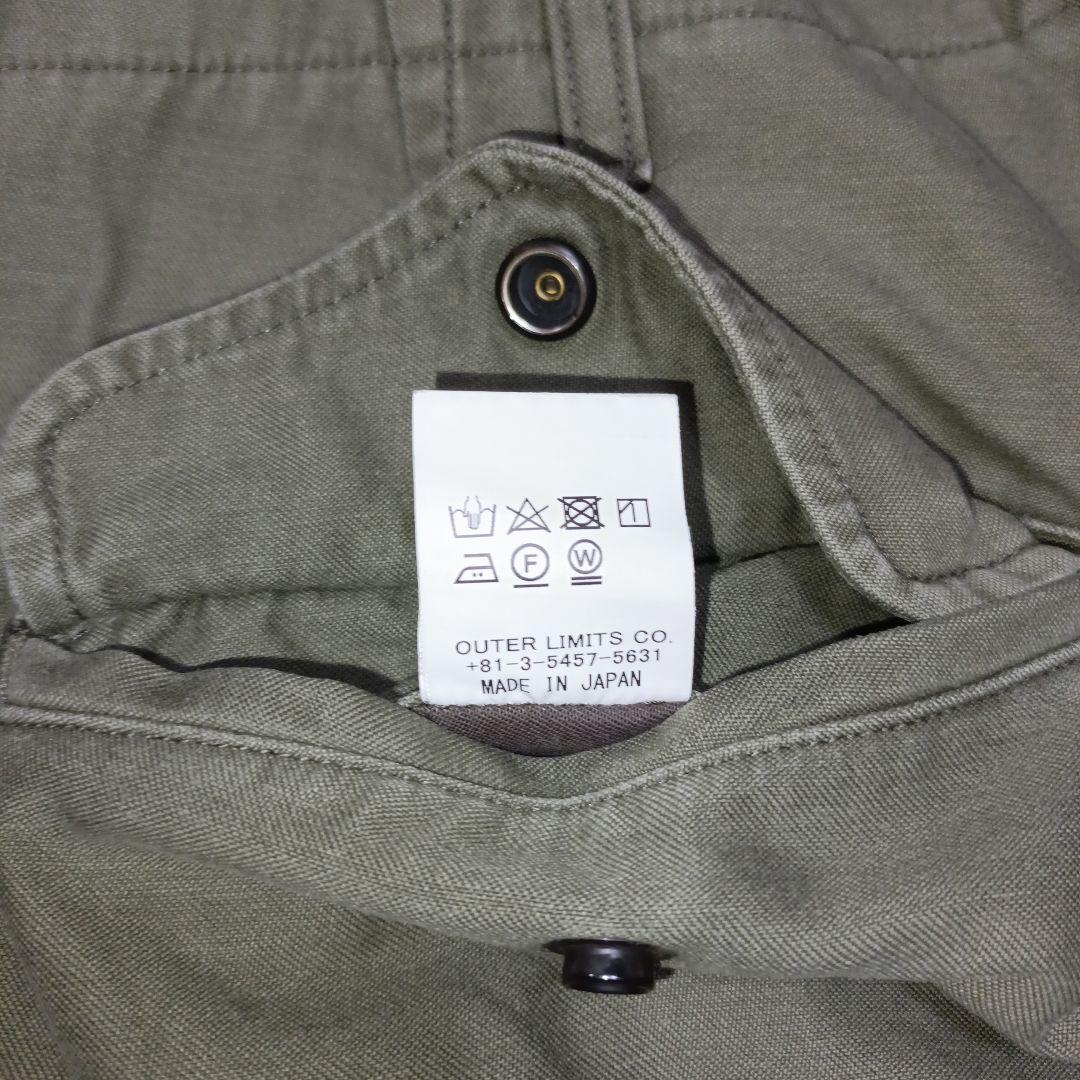 F W
OUTER LIMITS CO.
+81-3-5457-5631
MADE IN JAPAN